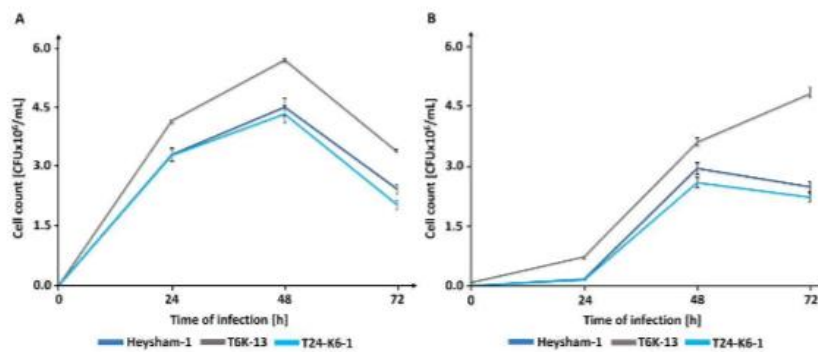 A
B
6.0
4.5
3.0
1.5
0.0
Cell count [CFUx10⁶/mL]
0 24 48 72
Time of infection [h]
Heysham-1 T6K-13 T24-K6-1
6.0
4.5
3.0
1.5
0.0
Cell count [CFUx10⁶/mL]
0 24 48 72
Time of infection [h]
Heysham-1 T6K-13 T24-K6-1